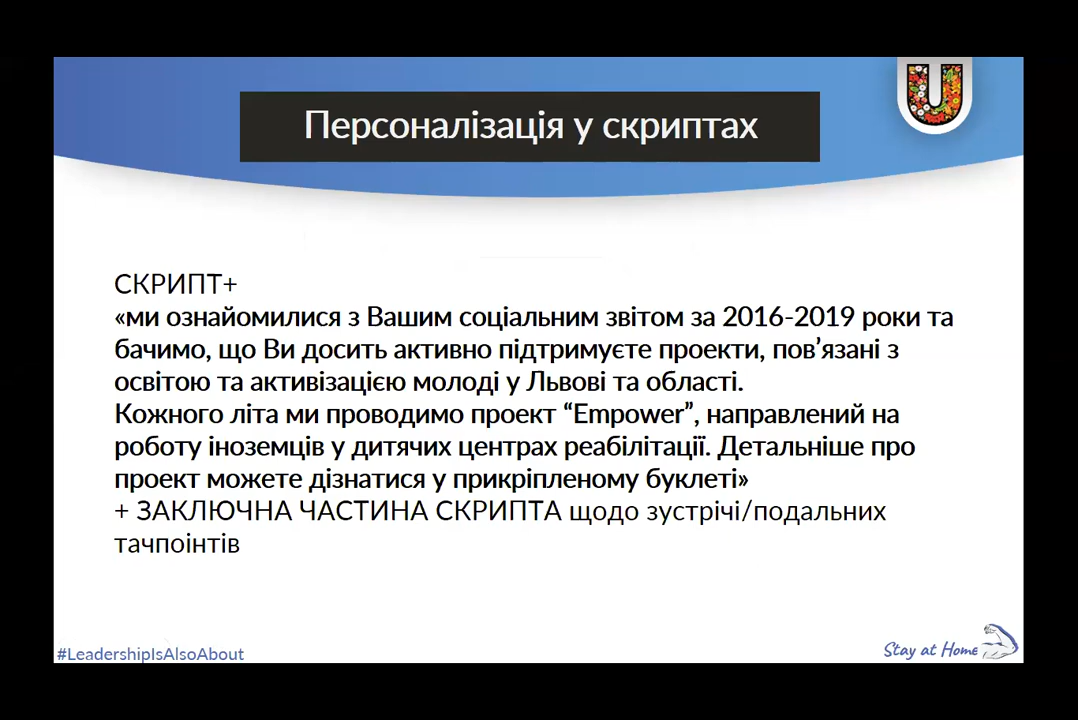 Персоналізація у скриптах
U
СКРИПТ+
«ми ознайомилися з Вашим соціальним звітом за 2016-2019 роки та
бачимо, що Ви досить активно підтримуєте проекти, пов’язані з
освітою та активізацією молоді у Львові та області.
Кожного літа ми проводимо проект “Empower”, направлений на
роботу іноземців у дитячих центрах реабілітації. Детальніше про
проект можете дізнатися у прикріпленому буклеті»
+ ЗАКЛЮЧНА ЧАСТИНА СКРИПТА щодо зустрічі/подальних
тачпоінтів
#LeadershipIsAlsoAbout
Stay at Home